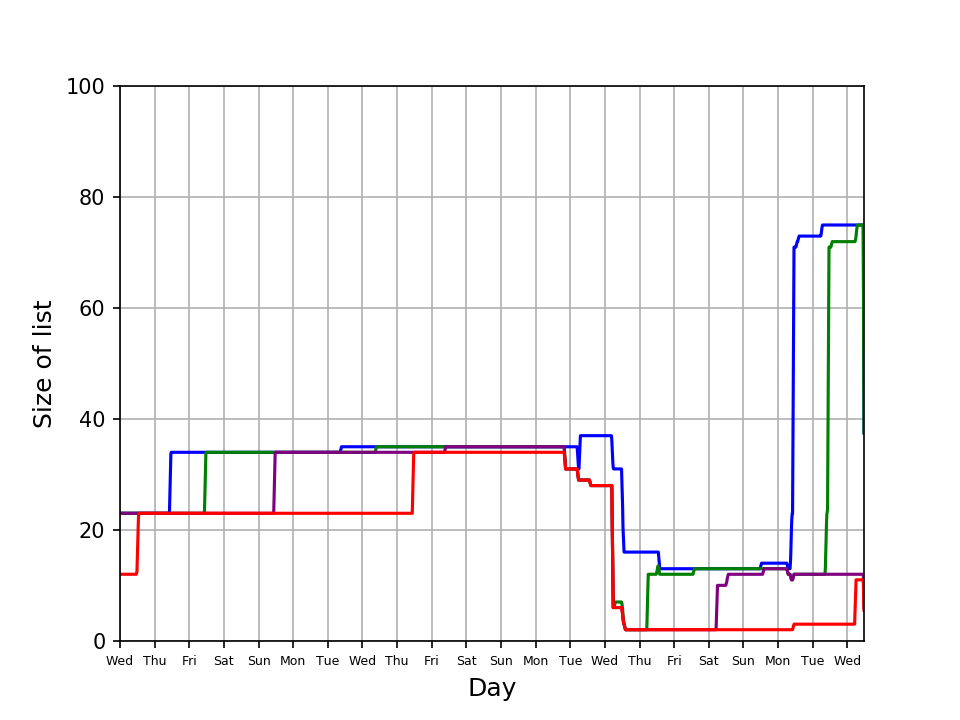 100
80
60
40
20
0
Size of list
Wed Thu Fri Sat Sun Mon Tue Wed Thu Fri Sat Sun Mon Tue Wed Thu Fri Sat Sun Mon Tue Wed
Day